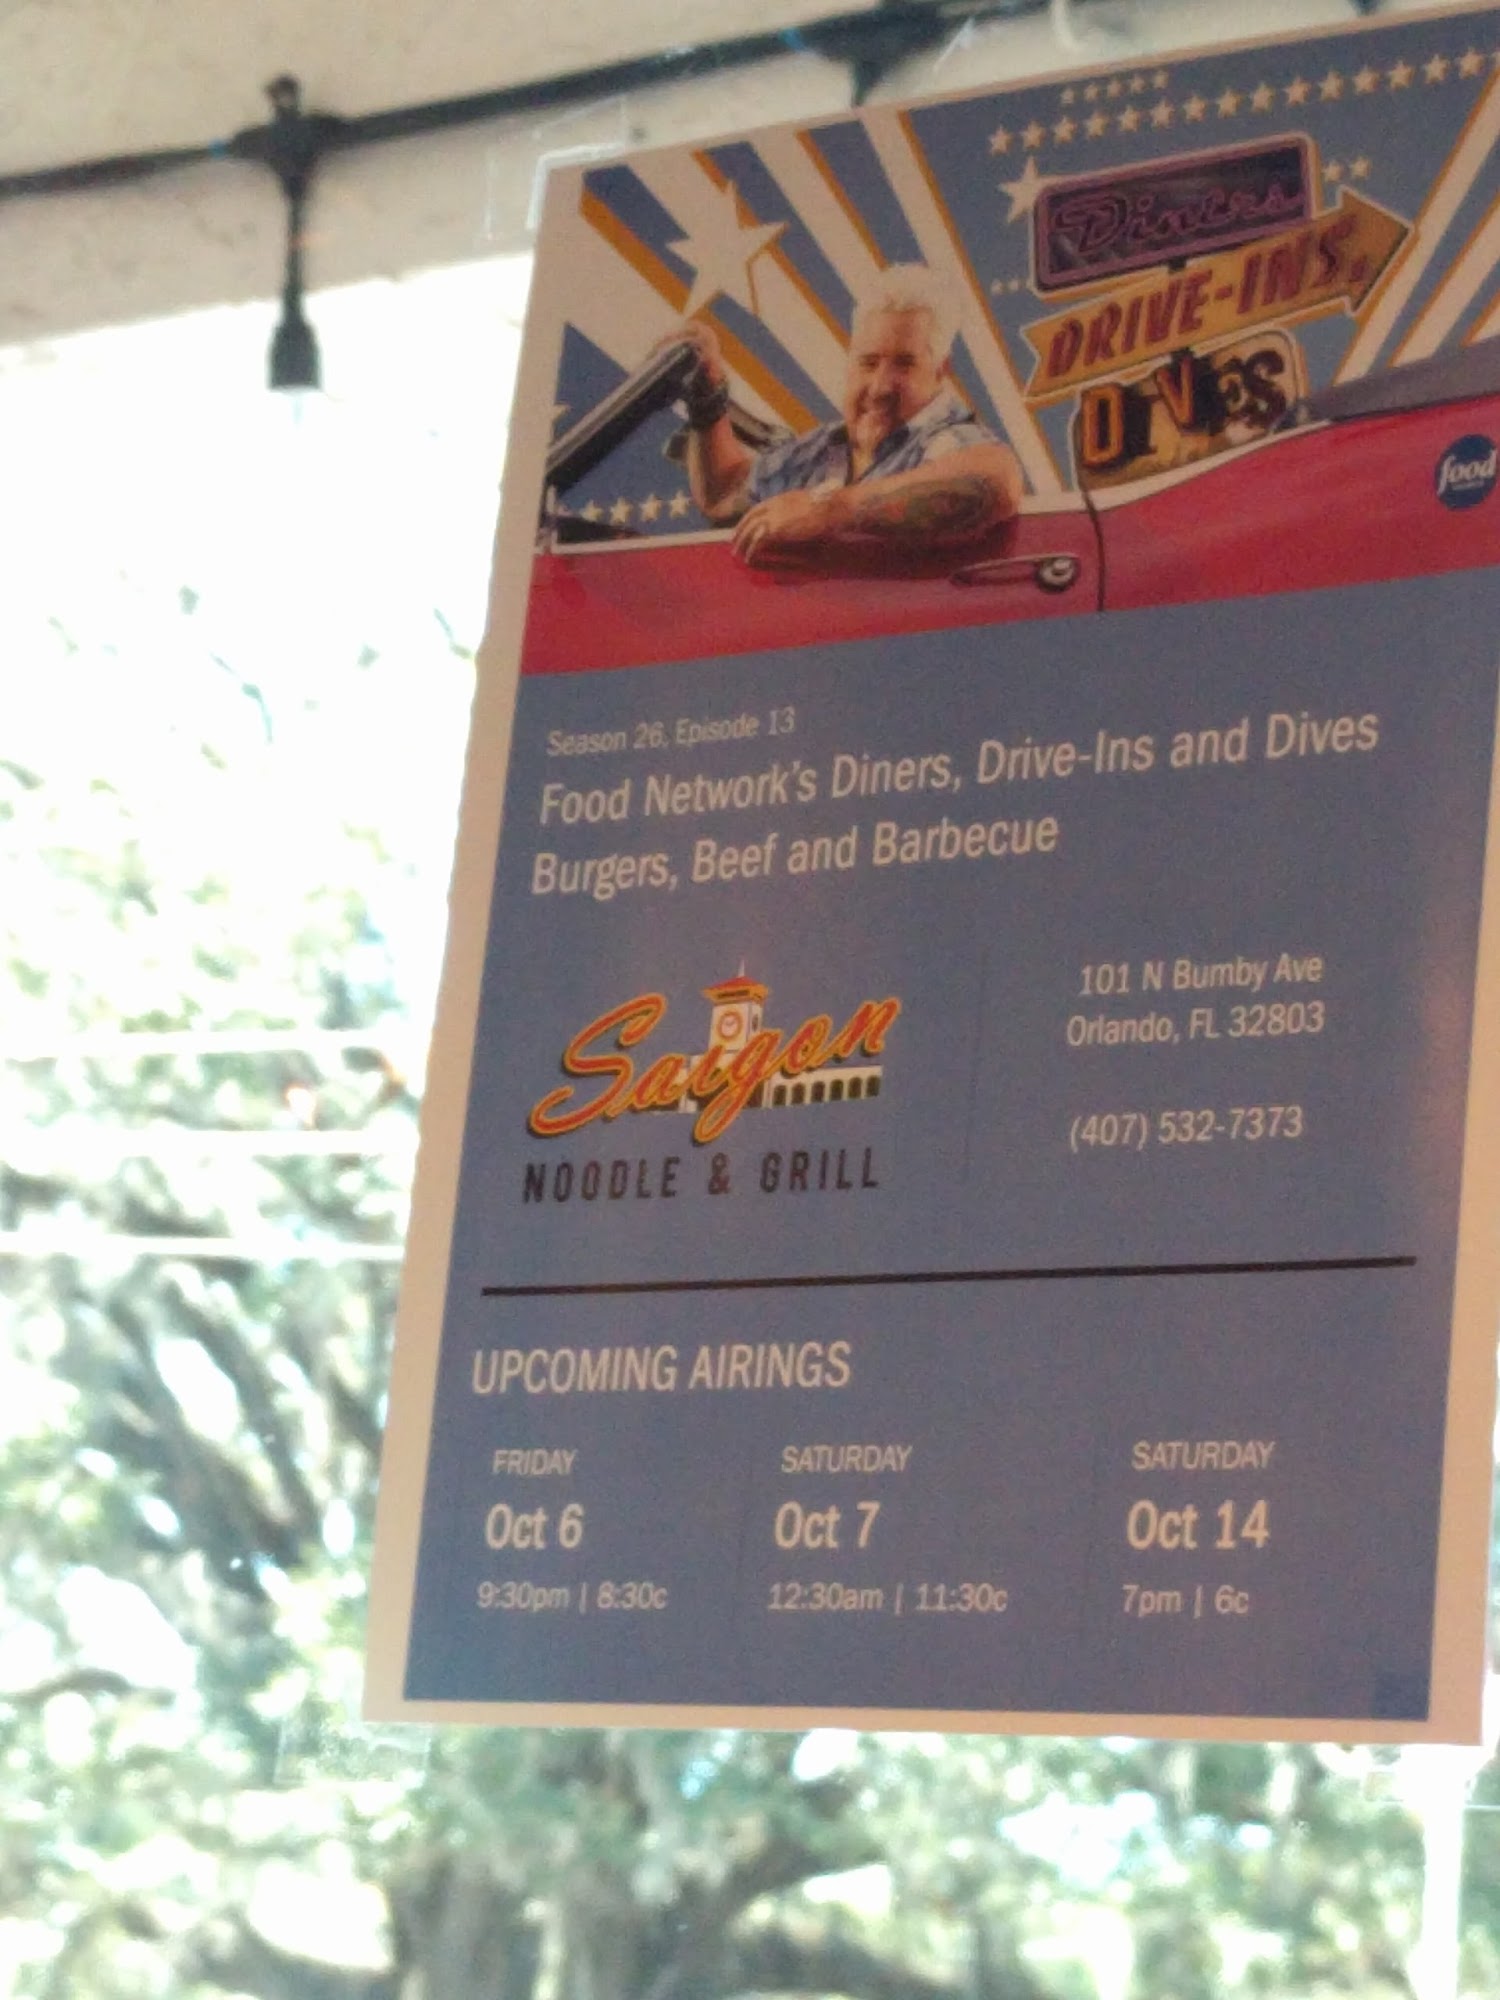 Diners
DRIVE-INS,
DIVES
food
Season 26, Episode 13
Food Network's Diners, Drive-Ins and Dives
Burgers, Beef and Barbecue
Saigon
NOODLE & GRILL
101 N Bumby Ave
Orlando, FL 32803
(407) 532-7373
UPCOMING AIRINGS
FRIDAY
Oct 6
9:30pm | 8:30c
SATURDAY
Oct 7
12:30am | 11:30c
SATURDAY
Oct 14
7pm | 6c